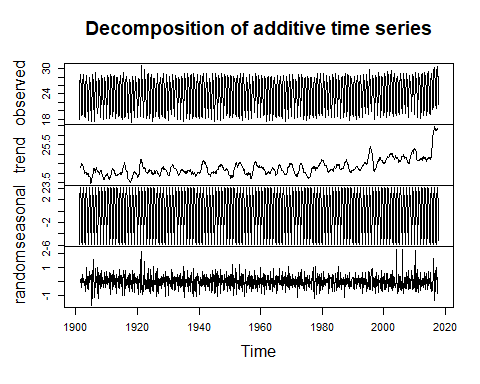 Decomposition of additive time series
observed
18 24 30
trend
23.5 25.5
seasonal
-6 -2 2
random
-1 1 2
1900 1920 1940 1960 1980 2000 2020
Time